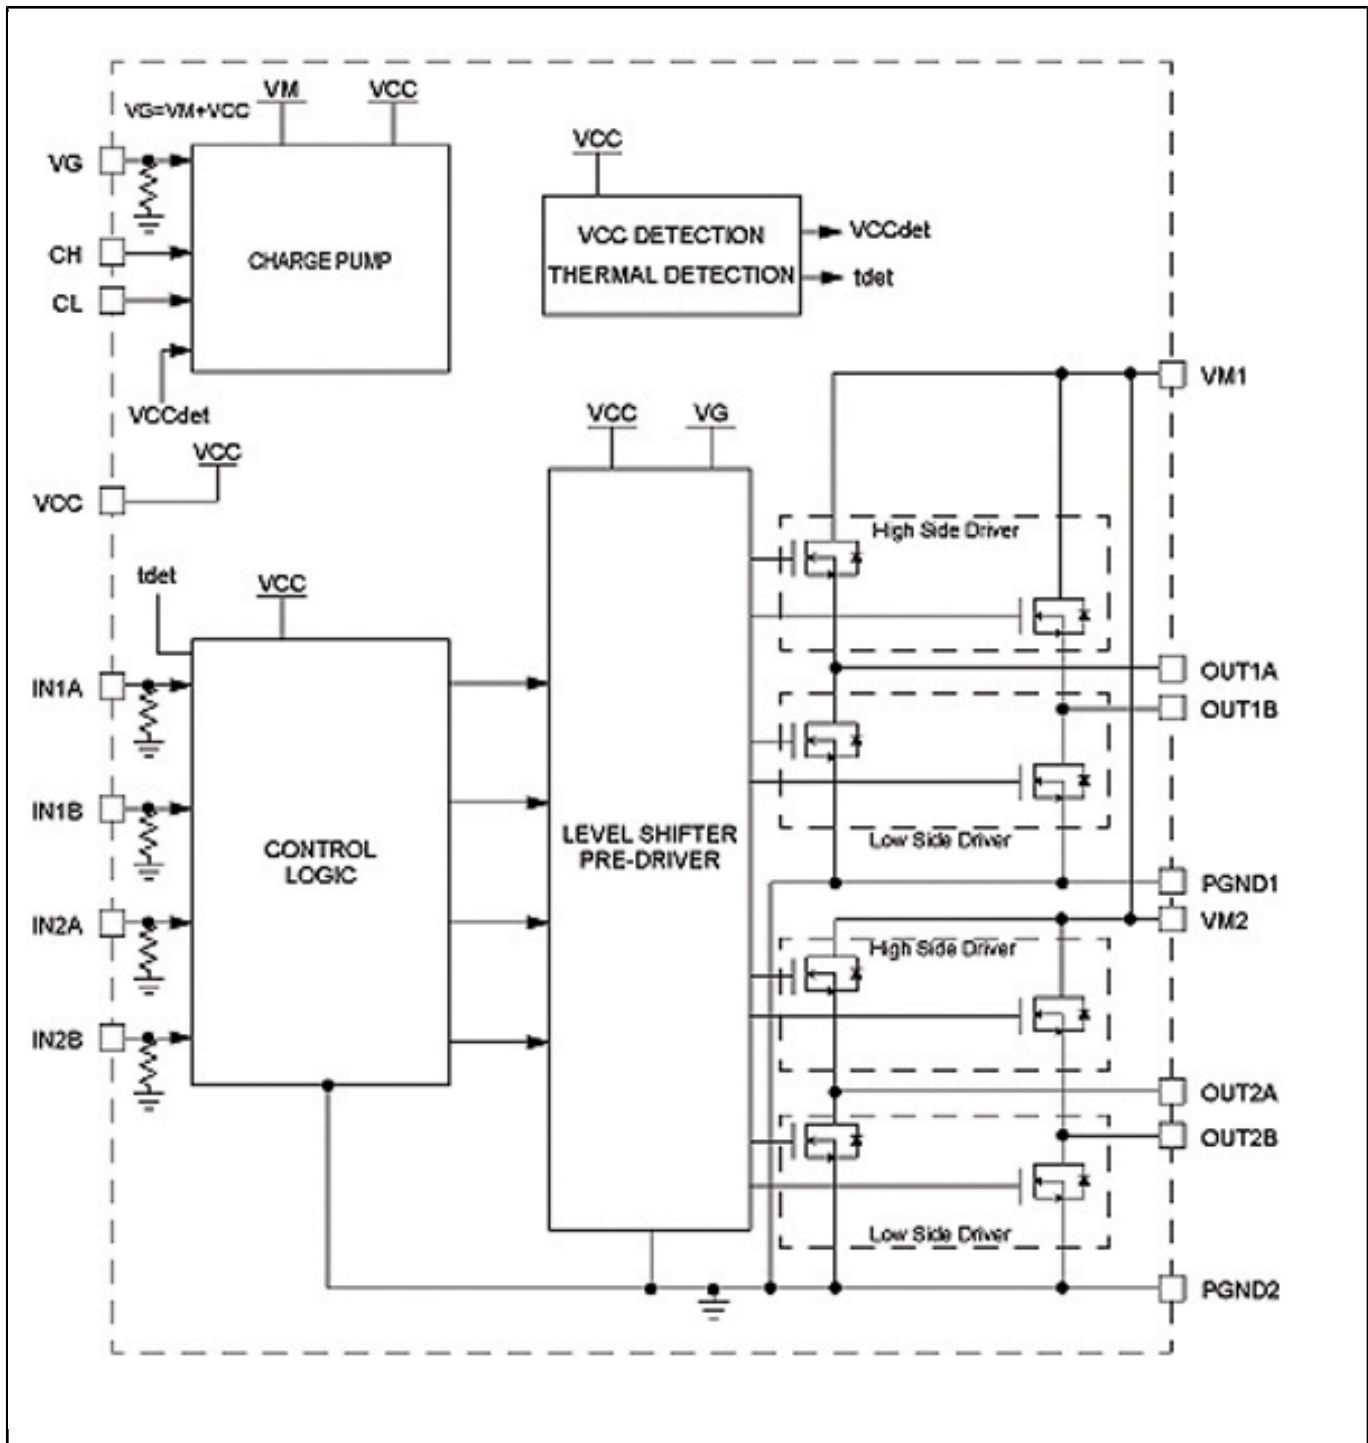 VM
VCC
VG=VM+VCC
VG
CH
CL
CHARGE PUMP
VCCdet
VCC
VCC DETECTION
THERMAL DETECTION
VCCdet
tdet
VCC
VCC
VM1
VCC
VG
High Side Driver
tdet
VCC
IN1A
IN1B
IN2A
IN2B
CONTROL
LOGIC
LEVEL SHIFTER
PRE-DRIVER
OUT1A
OUT1B
Low Side Driver
PGND1
VM2
High Side Driver
OUT2A
OUT2B
Low Side Driver
PGND2